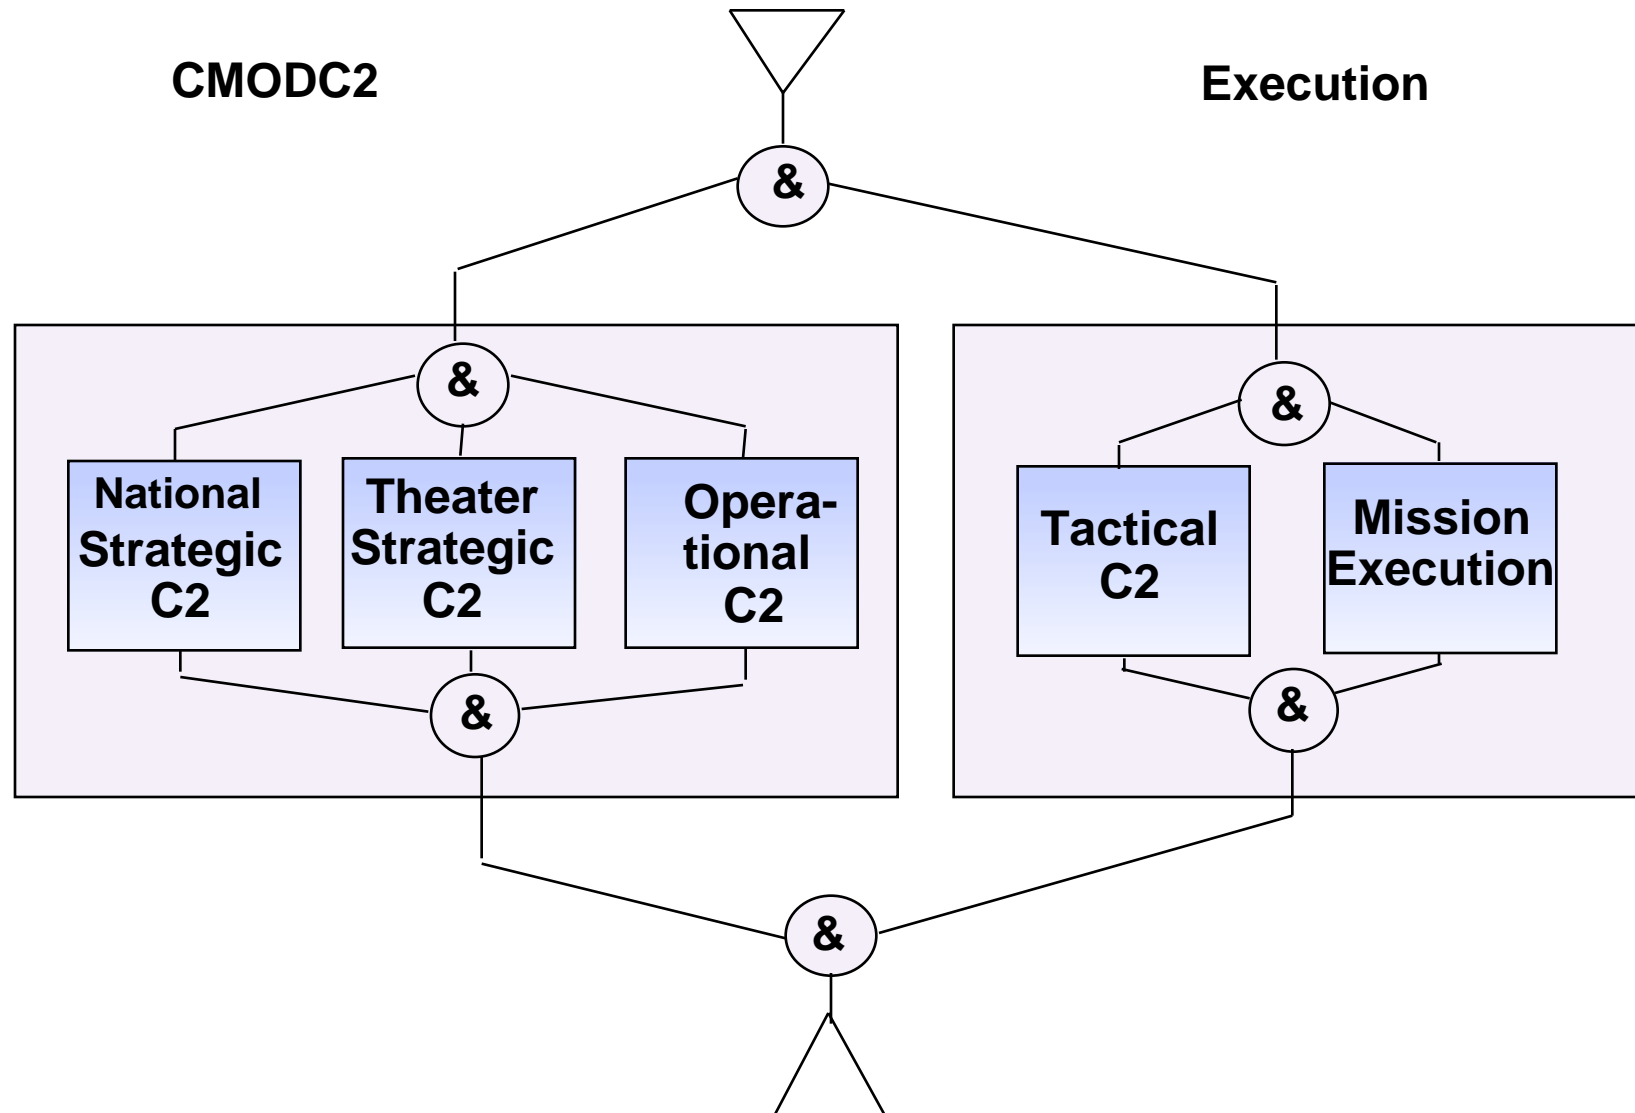 CMODC2
Execution
&
&
&
National
Strategic
C2
Theater
Strategic
C2
Opera-
tional
C2
Tactical
C2
Mission
Execution
&
&
&